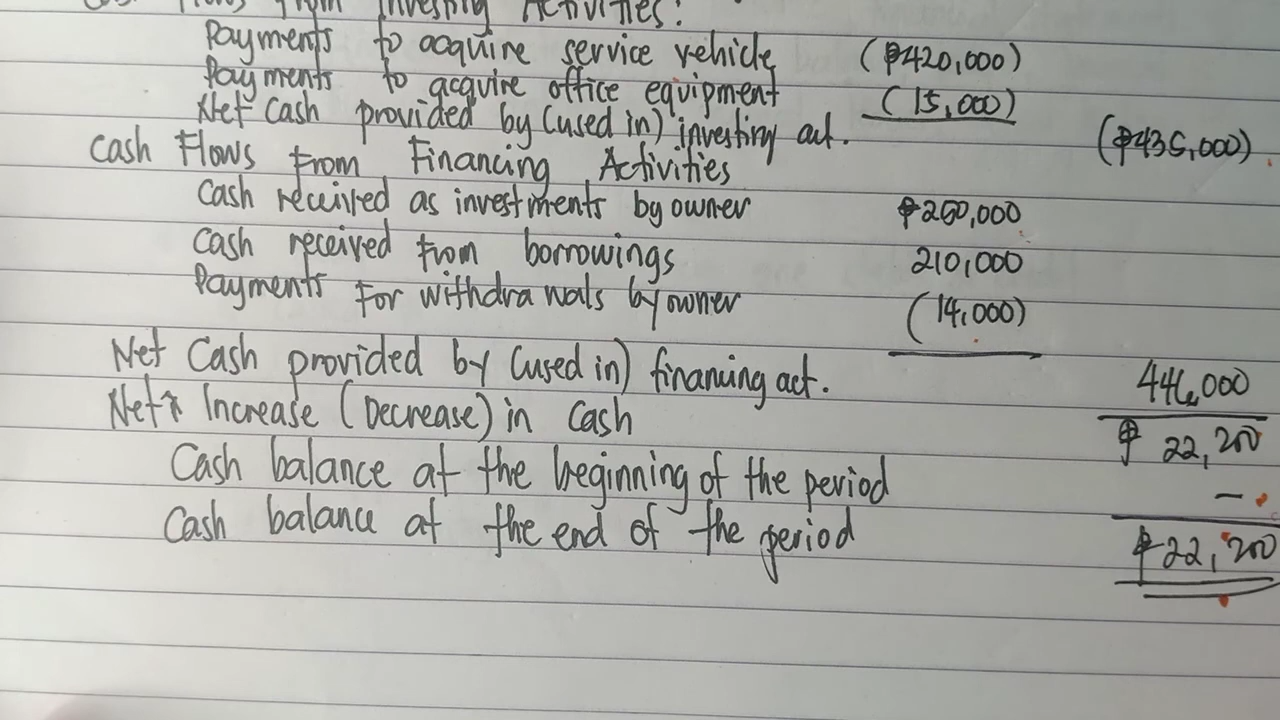 Flows From Investing Activities:
Payments to acquire service vehicle (₱420,000)
Payments to acquire office equipment (15,000)
Net Cash provided by (used in) investing act. (₱435,000)
Cash Flows From Financing Activities
Cash received as investments by owner ₱250,000
Cash received from borrowings 210,000
Payments For withdrawals by owner (14,000)
Net Cash provided by (used in) financing act. 446,000
Net Increase (Decrease) in Cash ₱ 22,200
Cash balance at the beginning of the period –
Cash balance at the end of the period ₱22,200